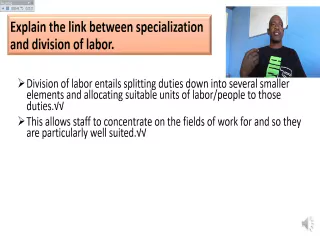 Explain the link between specialization
and division of labor.
Division of labor entails splitting duties down into several smaller
elements and allocating suitable units of labor/people to those
duties.√√
This allows staff to concentrate on the fields of work for and so they
are particularly well suited.√√